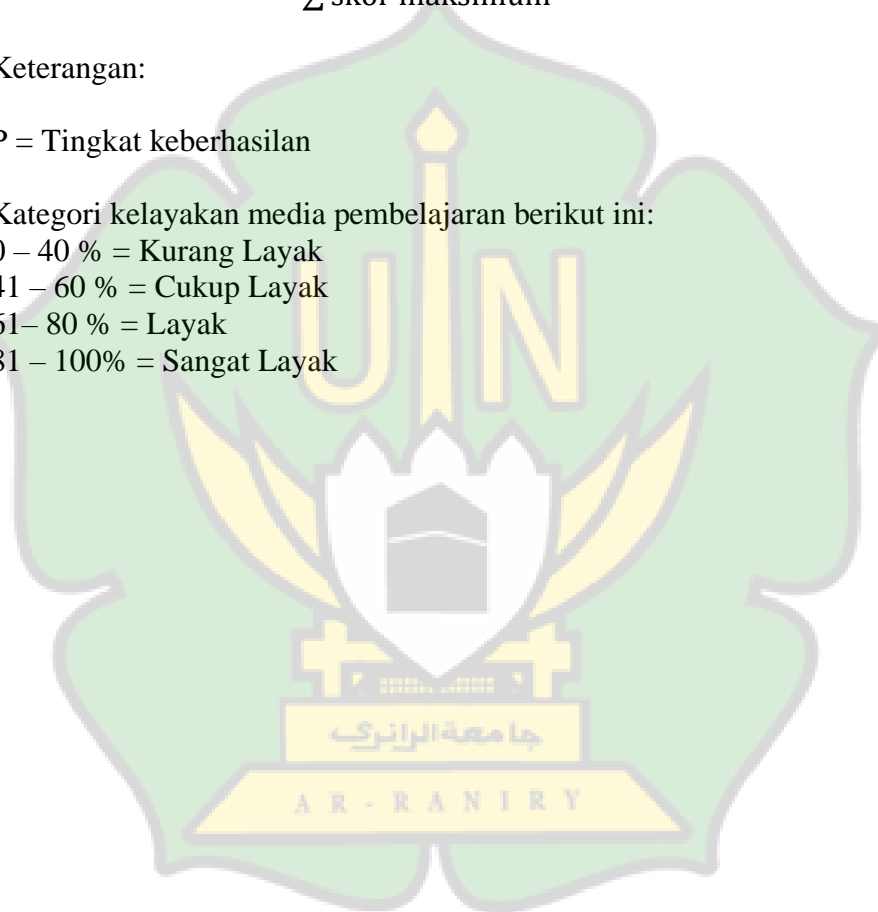 ∑ skor maksimum
Keterangan:
P = Tingkat keberhasilan
Kategori kelayakan media pembelajaran berikut ini:
0 – 40 % = Kurang Layak
41 – 60 % = Cukup Layak
61– 80 % = Layak
81 – 100% = Sangat Layak
UIN
جامعة الرانري
AR-RANIRY